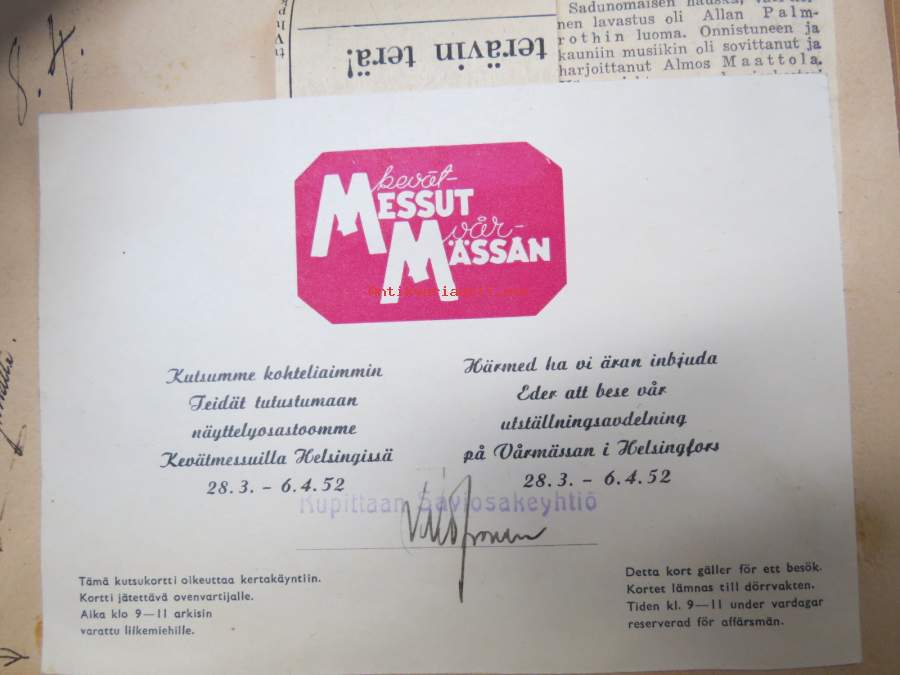 S. A.
Sadunomaisen hauska,
nen lavastus oli Allan Palm-
rothin luoma. Onnistuneen ja
kauniin musiikin oli sovittanut ja
harjoittanut Almos Maattola.
terävin terä!
kevät-
MESSUT
vår-
MÄSSAN
Antikvariaatti.net
Kutsumme kohteliaimmin
Teidät tutustumaan
näyttelyosastoomme
Kevätmessuilla Helsingissä
28.3. - 6.4.52
Härmed ha vi äran inbjuda
Eder att bese vår
utställningsavdelning
på Vårmässan i Helsingfors
28.3. - 6.4.52
Kupittaan Saviosakeyhtiö
Tämä kutsukortti oikeuttaa kertakäyntiin.
Kortti jätettävä ovenvartijalle.
Aika klo 9—11 arkisin
varattu liikemiehille.
Detta kort gäller för ett besök.
Kortet lämnas till dörrvakten.
Tiden kl. 9—11 under vardagar
reserverad för affärsmän.